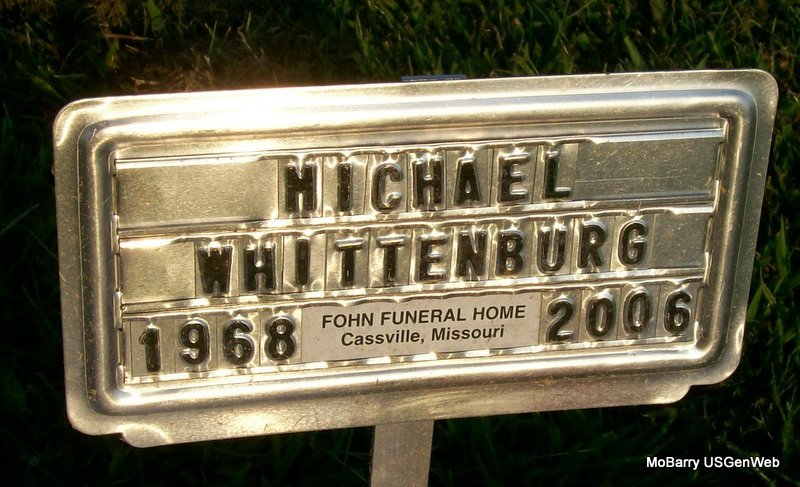 MICHAEL
WHITTENBURG
1968 FOHN FUNERAL HOME 2006
Cassville, Missouri
MoBarry USGenWeb